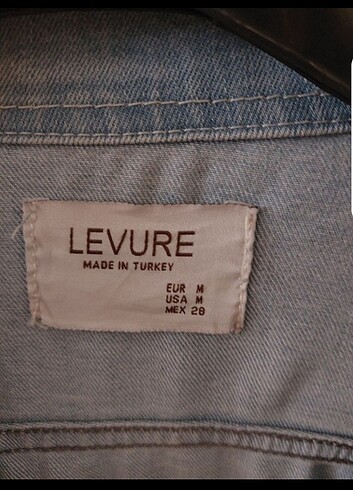 LEVURE
MADE IN TURKEY
EUR M
USA M
MEX 28